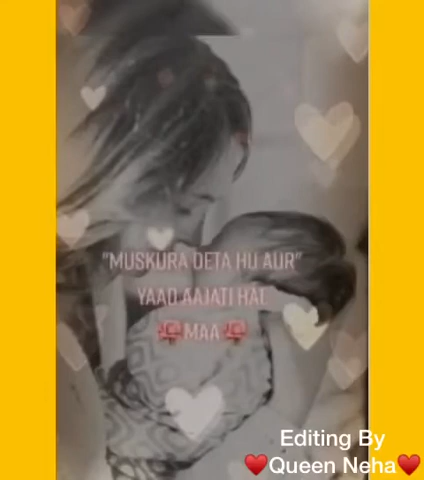 "MUSKURA DETA HU AUR"
YAAD AAJATI HAI
🌹MAA🌹
Editing By
♥️Queen Neha♥️